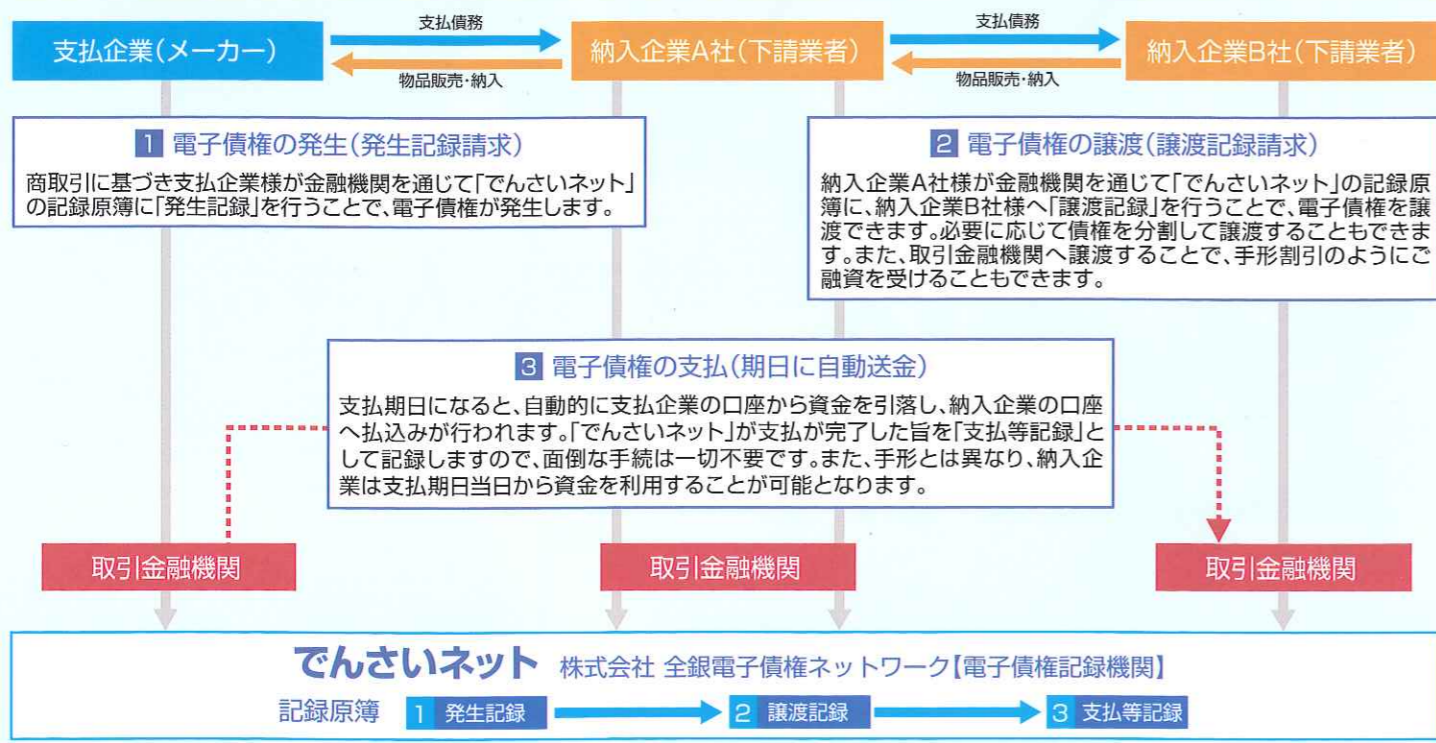 支払企業(メーカー)
支払債務
物品販売・納入
納入企業A社(下請業者)
支払債務
物品販売・納入
納入企業B社(下請業者)
1 電子債権の発生(発生記録請求)
商取引に基づき支払企業様が金融機関を通じて「でんさいネット」
の記録原簿に「発生記録」を行うことで、電子債権が発生します。
2 電子債権の譲渡(譲渡記録請求)
納入企業A社様が金融機関を通じて「でんさいネット」の記録原
簿に、納入企業B社様へ「譲渡記録」を行うことで、電子債権を譲
渡できます。必要に応じて債権を分割して譲渡することもできま
す。また、取引金融機関へ譲渡することで、手形割引のようにご
融資を受けることもできます。
3 電子債権の支払(期日に自動送金)
支払期日になると、自動的に支払企業の口座から資金を引落し、納入企業の口座
へ払込みが行われます。「でんさいネット」が支払が完了した旨を「支払等記録」と
して記録しますので、面倒な手続は一切不要です。また、手形とは異なり、納入企
業は支払期日当日から資金を利用することが可能となります。
取引金融機関
取引金融機関
取引金融機関
でんさいネット 株式会社 全銀電子債権ネットワーク【電子債権記録機関】
記録原簿 1 発生記録 2 譲渡記録 3 支払等記録